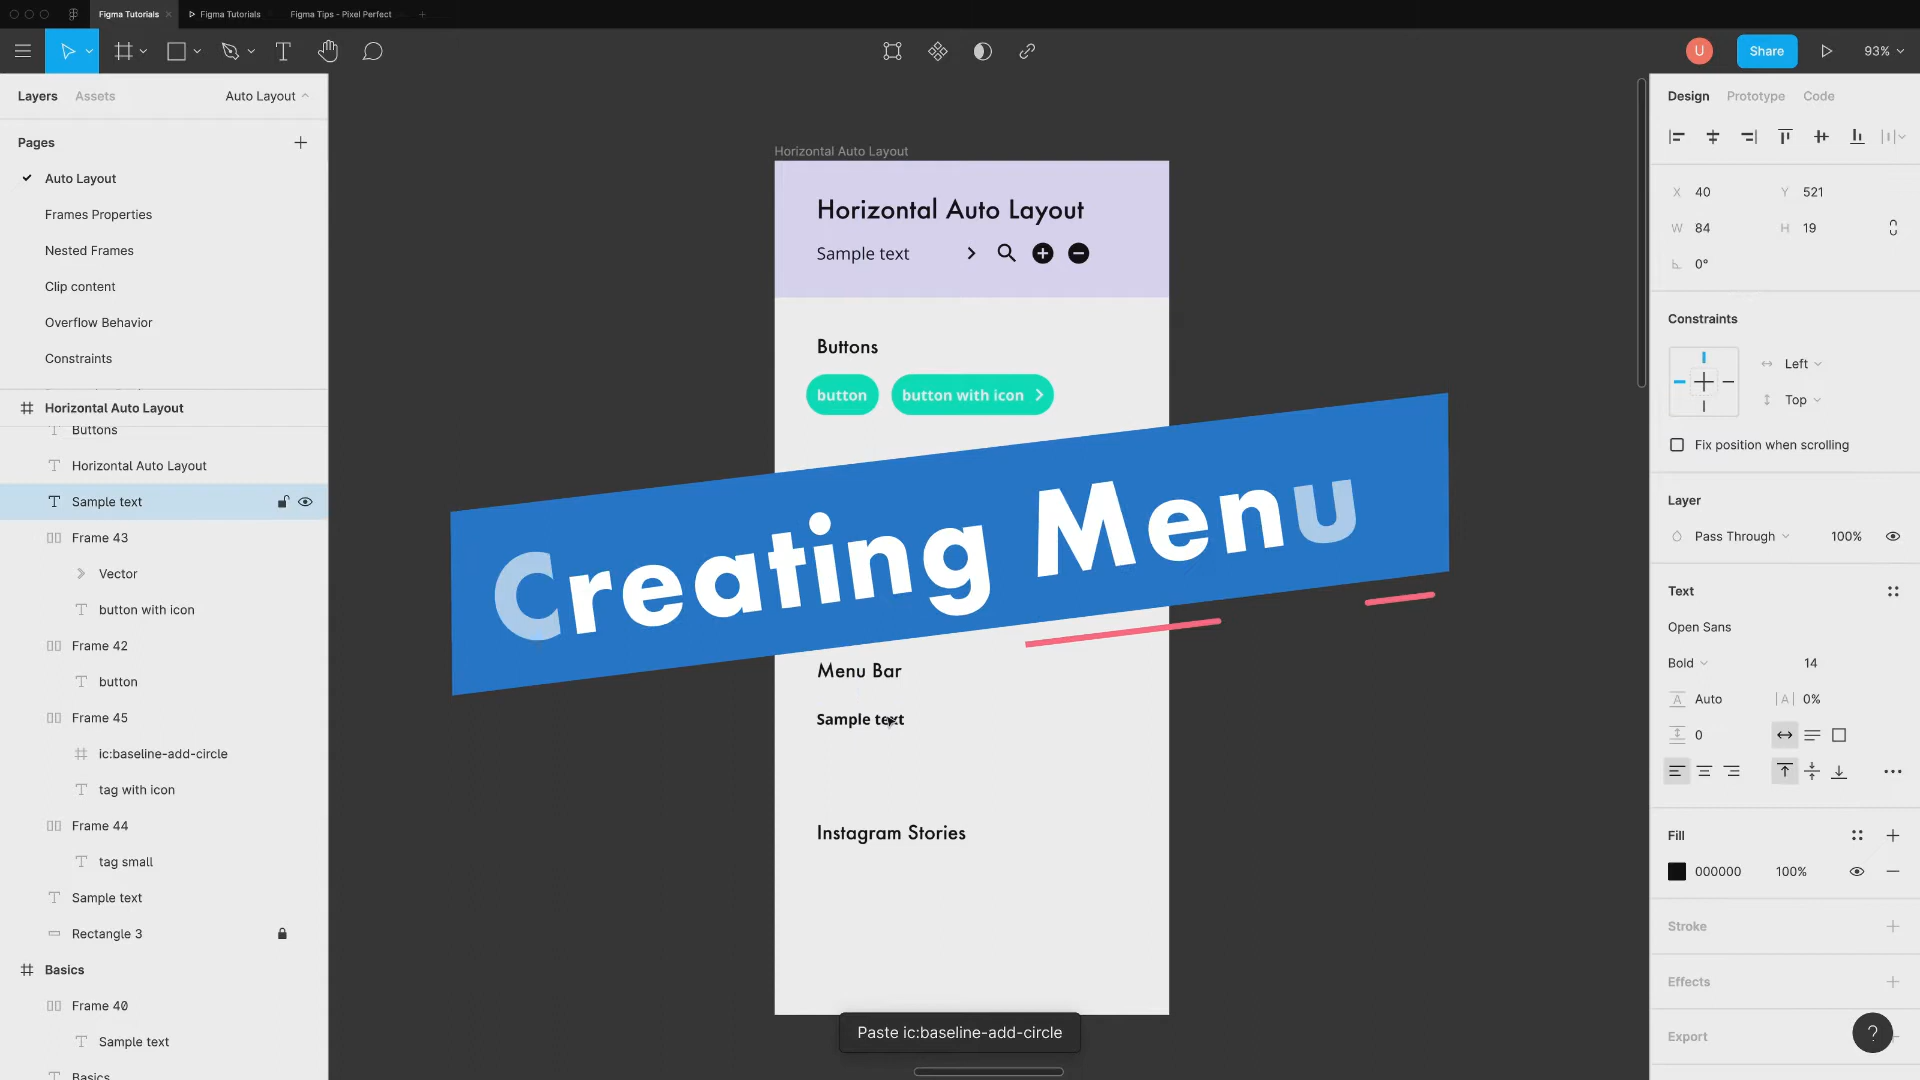 Figma Tutorials
Figma Tutorials
Figma Tips - Pixel Perfect
U
Share
93%
Layers
Assets
Auto Layout
Pages
Auto Layout
Frames Properties
Nested Frames
Clip content
Overflow Behavior
Constraints
Horizontal Auto Layout
Buttons
Horizontal Auto Layout
Sample text
Frame 43
Vector
button with icon
Frame 42
button
Frame 45
ic:baseline-add-circle
tag with icon
Frame 44
tag small
Sample text
Rectangle 3
Basics
Frame 40
Sample text
Basics
Horizontal Auto Layout
Horizontal Auto Layout
Sample text
Buttons
button
button with icon
Creating Menu
Menu Bar
Sample text
Instagram Stories
Paste ic:baseline-add-circle
Design
Prototype
Code
X 40
Y 521
W 84
H 19
0°
Constraints
Left
Top
Fix position when scrolling
Layer
Pass Through
100%
Text
Open Sans
Bold
14
Auto
0%
0
Fill
000000
100%
Stroke
Effects
Export
?